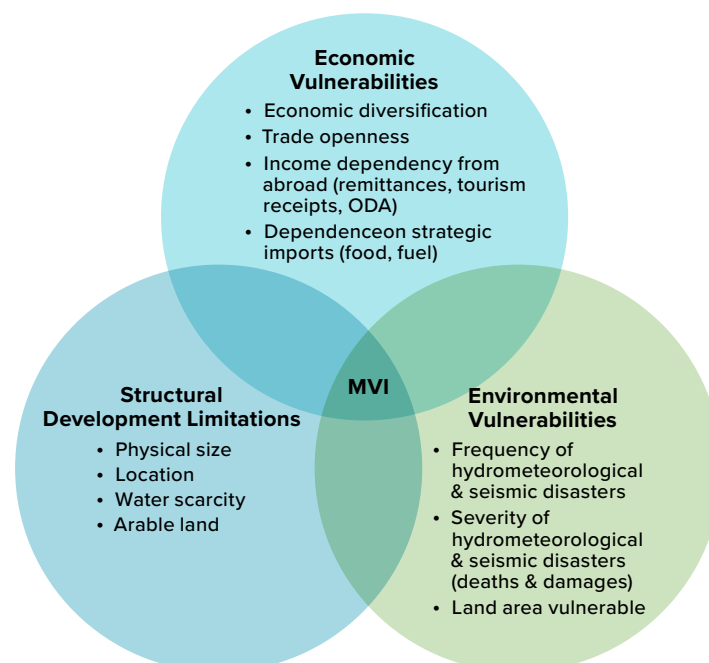 Economic
Vulnerabilities
• Economic diversification
• Trade openness
• Income dependency from
abroad (remittances, tourism
receipts, ODA)
• Dependenceon strategic
imports (food, fuel)
MVI
Structural
Development Limitations
• Physical size
• Location
• Water scarcity
• Arable land
Environmental
Vulnerabilities
• Frequency of
hydrometeorological
& seismic disasters
• Severity of
hydrometeorological
& seismic disasters
(deaths & damages)
• Land area vulnerable